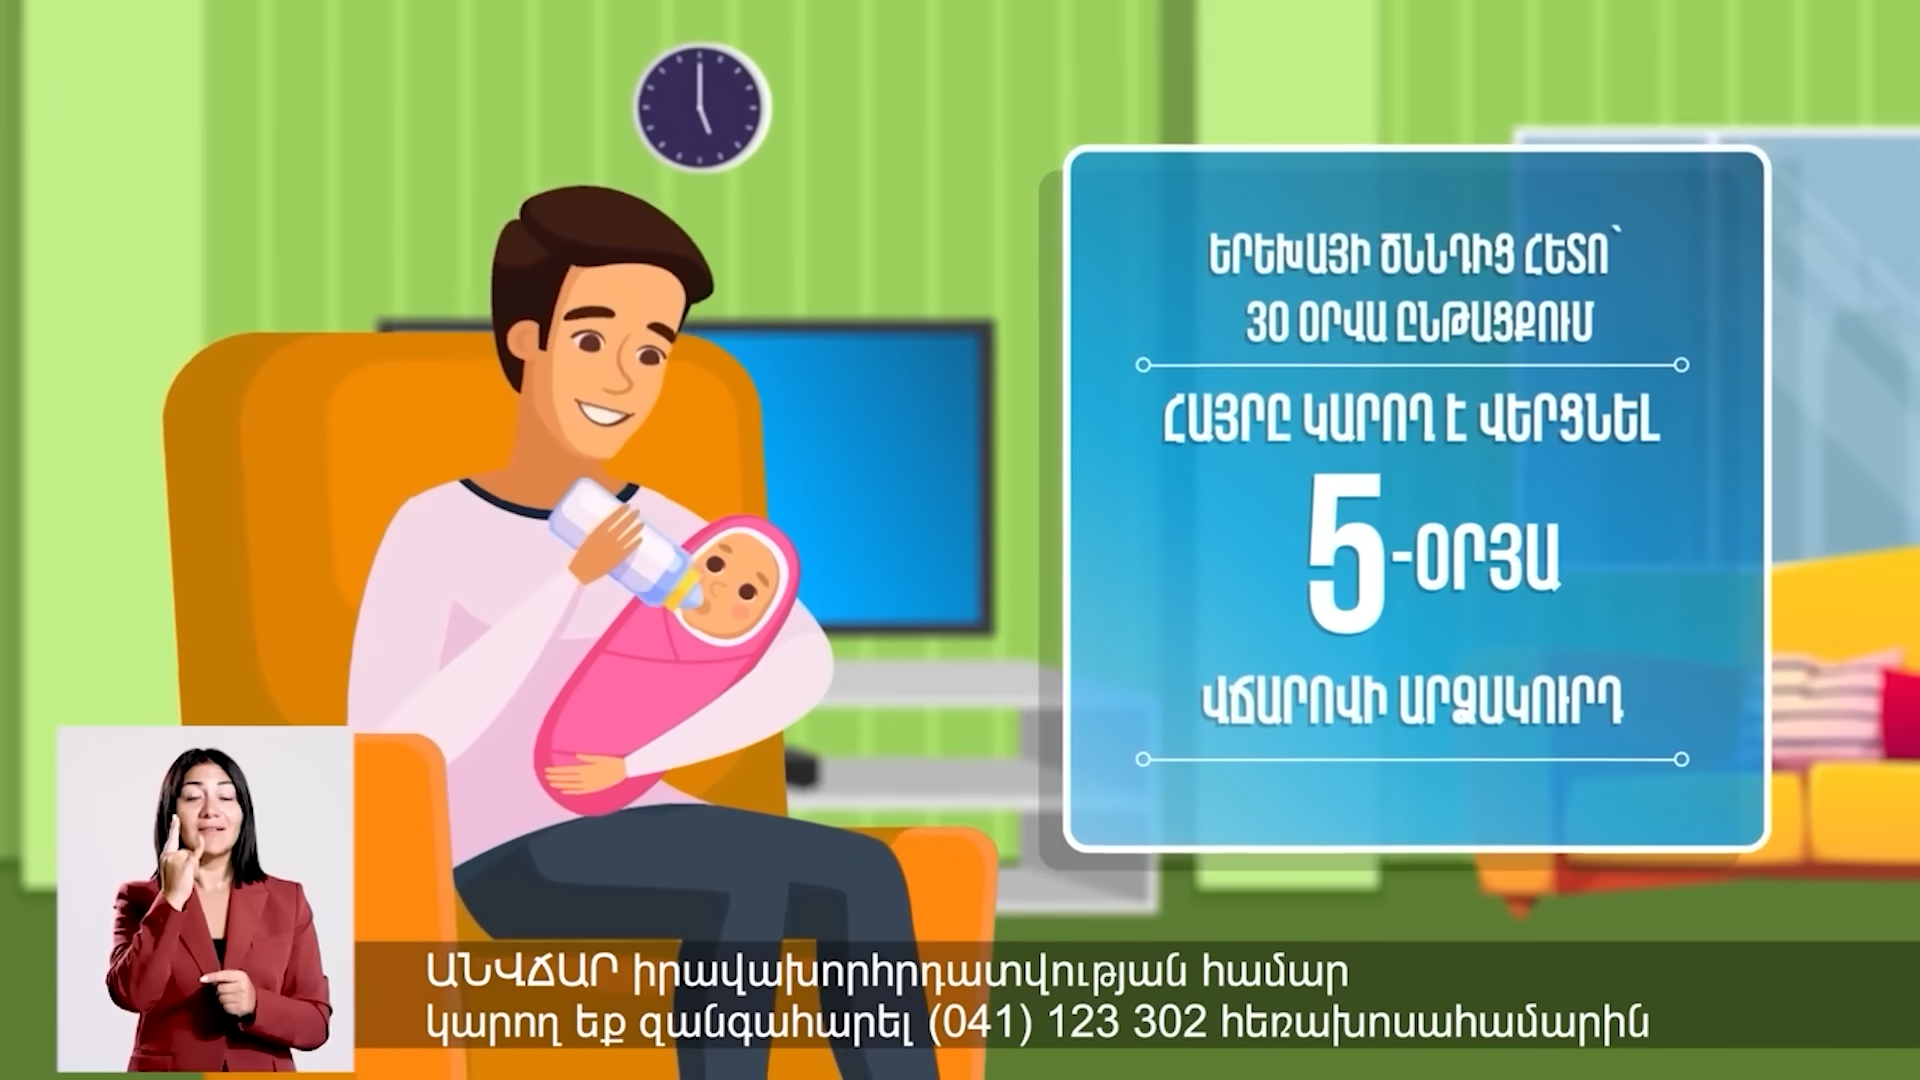 ԵՐԵԽԱՅԻ ԾՆՆԴԻՑ ՀԵՏՈ՝
30 ՕՐՎԱ ԸՆԹԱՑՔՈՒՄ
ՀԱՅՐԸ ԿԱՐՈՂ Է ՎԵՐՑՆԵԼ
5-ՕՐՅԱ
ՎՃԱՐՈՎԻ ԱՐՁԱԿՈՒՐԴ
ԱՆՎՃԱՐ իրավախորհրդատվության համար
կարող եք զանգահարել (041) 123 302 հեռախոսահամարին